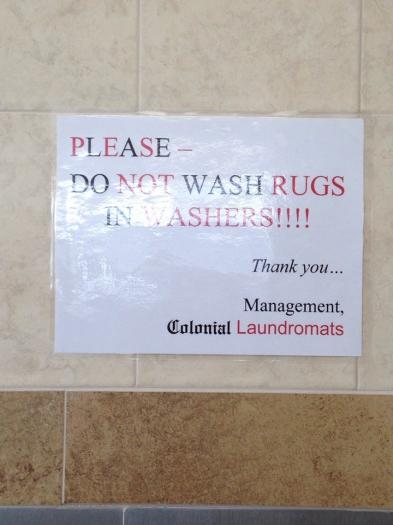 PLEASE –
DO NOT WASH RUGS
IN WASHERS!!!!
Thank you...
Management,
Colonial Laundromats